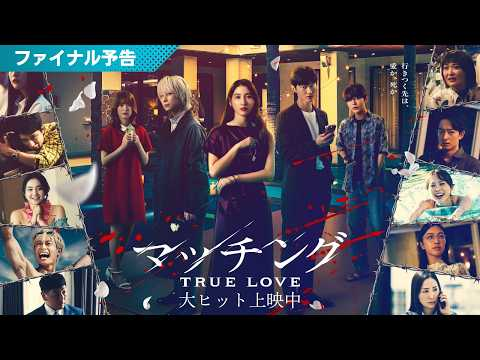 ファイナル予告
行きつく先は、
愛か、死か。
マッチング
TRUE LOVE
大ヒット上映中